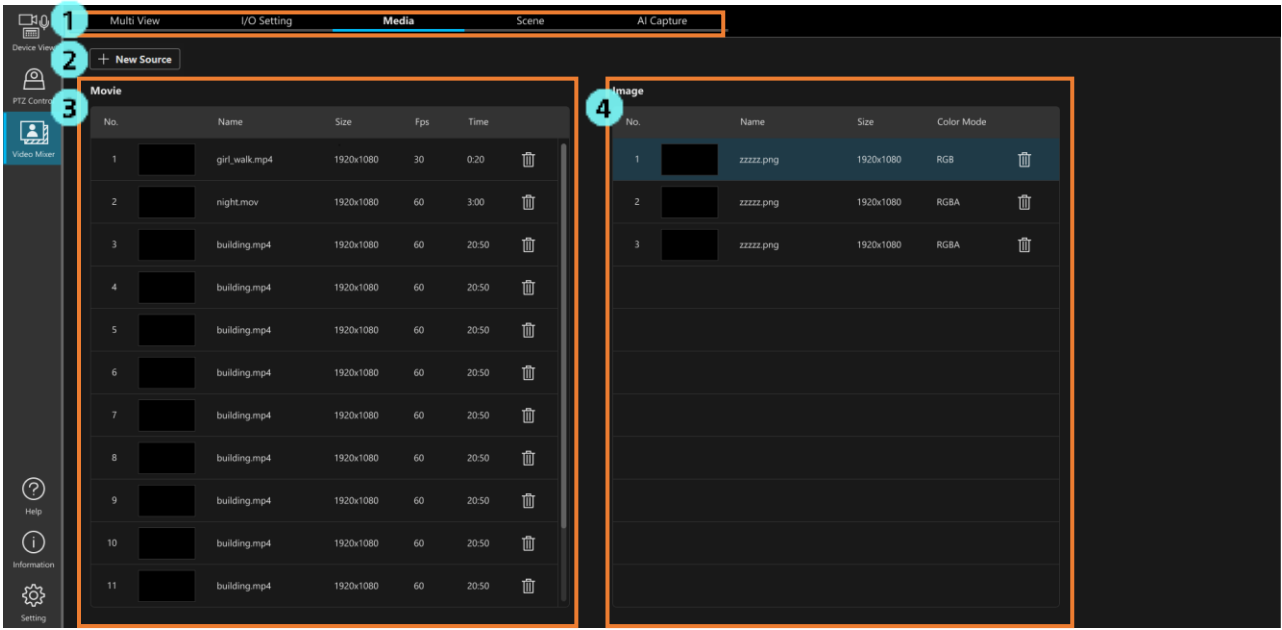 1
Multi View I/O Setting Media Scene AI Capture
Device View
2
+ New Source
PTZ Control
3
Movie
4
Image
Video Mixer
No. Name Size Fps Time
1 girl_walk.mp4 1920x1080 30 0:20
2 night.mov 1920x1080 60 3:00
3 building.mp4 1920x1080 60 20:50
4 building.mp4 1920x1080 60 20:50
5 building.mp4 1920x1080 60 20:50
6 building.mp4 1920x1080 60 20:50
7 building.mp4 1920x1080 60 20:50
8 building.mp4 1920x1080 60 20:50
9 building.mp4 1920x1080 60 20:50
10 building.mp4 1920x1080 60 20:50
11 building.mp4 1920x1080 60 20:50
No. Name Size Color Mode
1 zzzzz.png 1920x1080 RGB
2 zzzzz.png 1920x1080 RGBA
3 zzzzz.png 1920x1080 RGBA
Help
Information
Setting